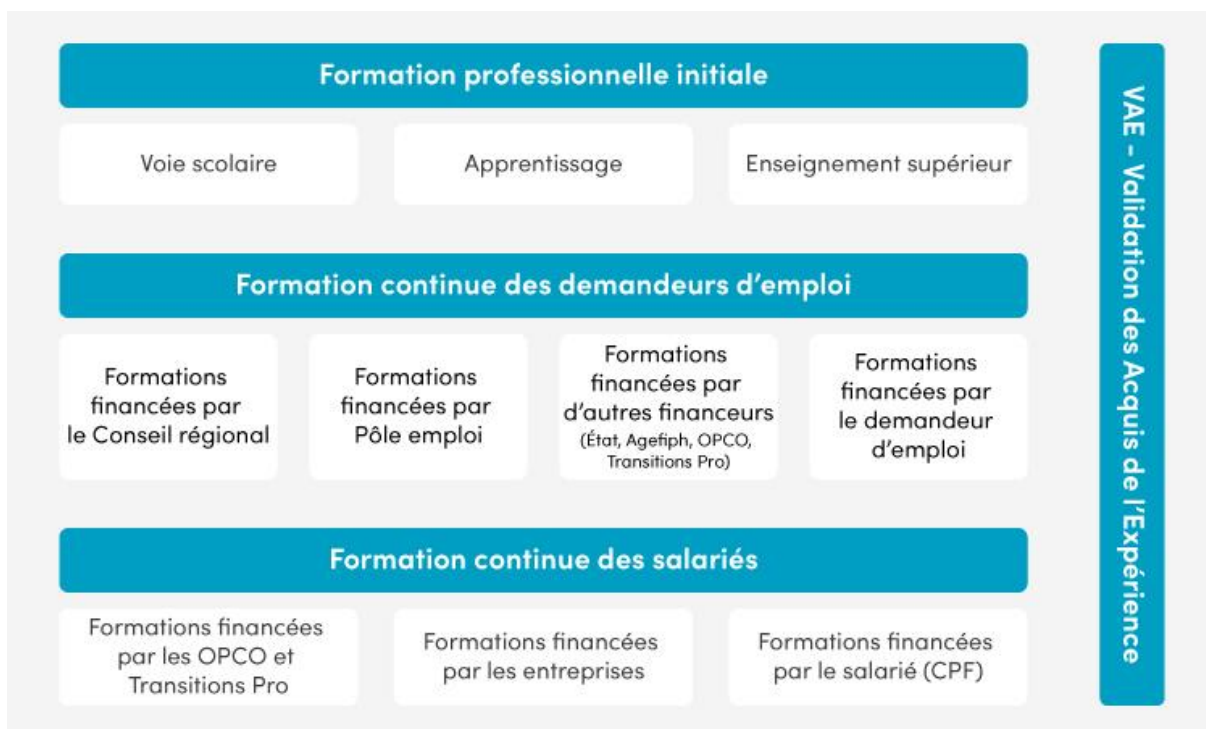 Formation professionnelle initiale
Voie scolaire
Apprentissage
Enseignement supérieur
Formation continue des demandeurs d'emploi
Formations
financées par
le Conseil régional
Formations
financées par
Pôle emploi
Formations
financées par
d'autres financeurs
(État, Agefiph, OPCO,
Transitions Pro)
Formations
financées par
le demandeur
d'emploi
Formation continue des salariés
Formations financées
par les OPCO et
Transitions Pro
Formations financées
par les entreprises
Formations financées
par le salarié (CPF)
VAE – Validation des Acquis de l'Expérience